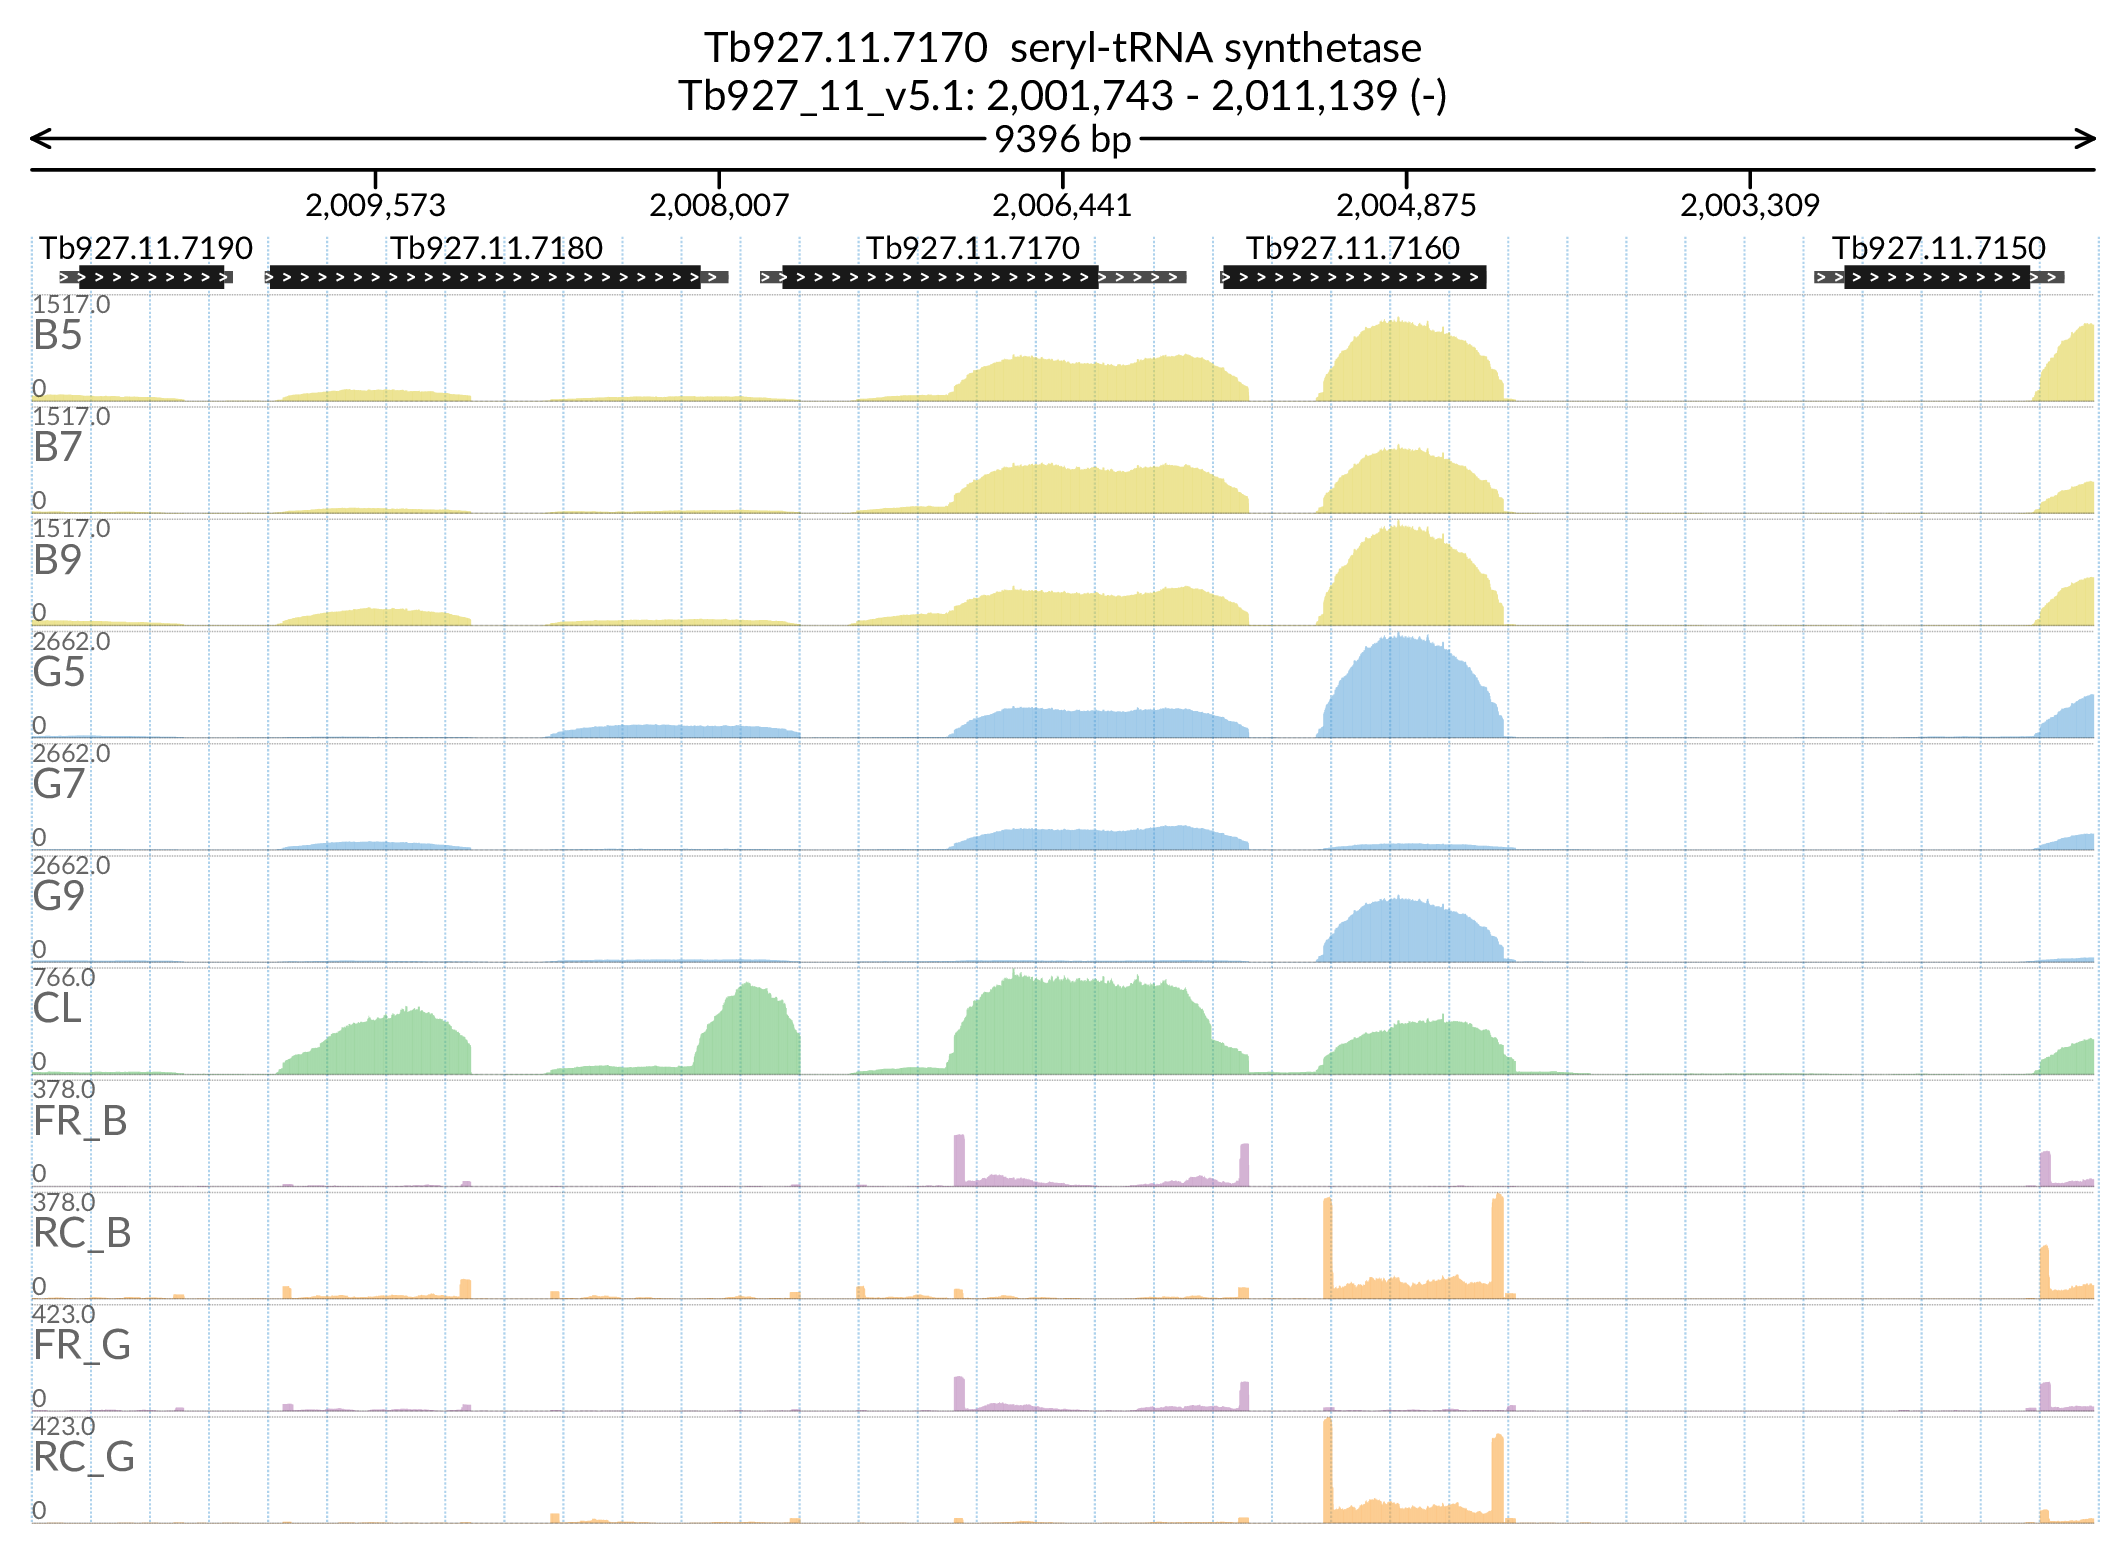 Tb927.11.7170 seryl-tRNA synthetase
Tb927_11_v5.1: 2,001,743 - 2,011,139 (-)
9396 bp
2,009,573 2,008,007 2,006,441 2,004,875 2,003,309
Tb927.11.7190 Tb927.11.7180 Tb927.11.7170 Tb927.11.7160 Tb927.11.7150
1517.0
B5
0
1517.0
B7
0
1517.0
B9
0
2662.0
G5
0
2662.0
G7
0
2662.0
G9
0
766.0
CL
0
378.0
FR_B
0
378.0
RC_B
0
423.0
FR_G
0
423.0
RC_G
0